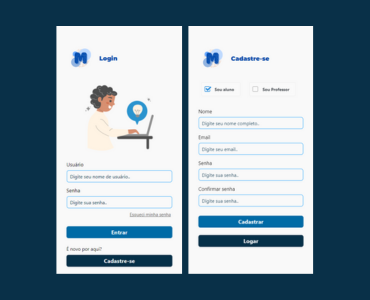 M
Login
Usuário
Digite seu nome de usuário..
Senha
Digite sua senha..
Esqueci minha senha
Entrar
É novo por aqui?
Cadastre-se
M
Cadastre-se
Sou aluno
Sou Professor
Nome
Digite seu nome completo..
Email
Digite seu email..
Senha
Digite sua senha..
Confirmar senha
Digite sua senha..
Cadastrar
Logar